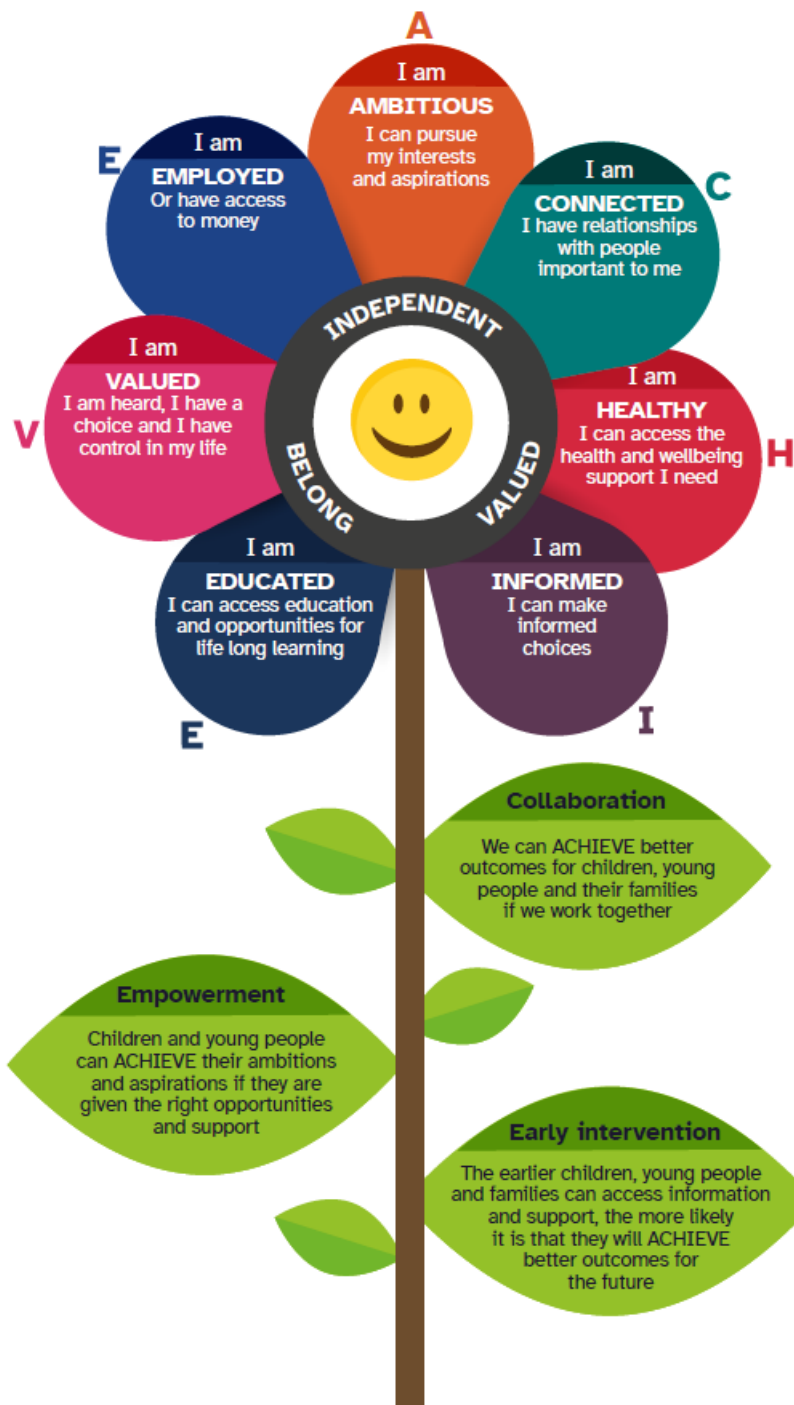 A
I am
AMBITIOUS
I can pursue
my interests
and aspirations
C
I am
CONNECTED
I have relationships
with people
important to me
H
I am
HEALTHY
I can access the
health and wellbeing
support I need
I
I am
INFORMED
I can make
informed
choices
E
I am
EDUCATED
I can access education
and opportunities for
life long learning
V
I am
VALUED
I am heard, I have a
choice and I have
control in my life
E
I am
EMPLOYED
Or have access
to money
INDEPENDENT
VALUED
BELONG
Collaboration
We can ACHIEVE better
outcomes for children, young
people and their families
if we work together
Empowerment
Children and young people
can ACHIEVE their ambitions
and aspirations if they are
given the right opportunities
and support
Early intervention
The earlier children, young people
and families can access information
and support, the more likely
it is that they will ACHIEVE
better outcomes for
the future